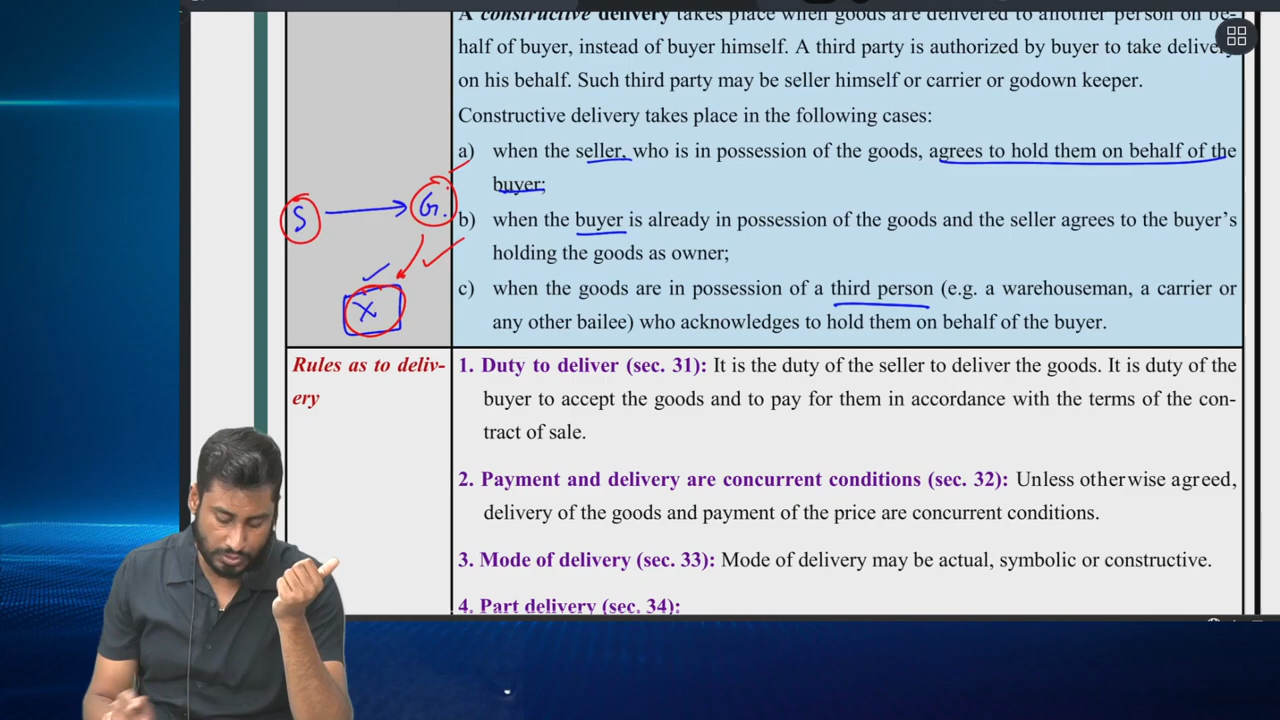 A constructive delivery takes place when goods are delivered to another person on be-
half of buyer, instead of buyer himself. A third party is authorized by buyer to take delivery
on his behalf. Such third party may be seller himself or carrier or godown keeper.
Constructive delivery takes place in the following cases:
a) when the seller, who is in possession of the goods, agrees to hold them on behalf of the
buyer;
S
G.
b) when the buyer is already in possession of the goods and the seller agrees to the buyer's
holding the goods as owner;
X
c) when the goods are in possession of a third person (e.g. a warehouseman, a carrier or
any other bailee) who acknowledges to hold them on behalf of the buyer.
Rules as to deliv-
ery
1. Duty to deliver (sec. 31): It is the duty of the seller to deliver the goods. It is duty of the
buyer to accept the goods and to pay for them in accordance with the terms of the con-
tract of sale.
2. Payment and delivery are concurrent conditions (sec. 32): Unless otherwise agreed,
delivery of the goods and payment of the price are concurrent conditions.
3. Mode of delivery (sec. 33): Mode of delivery may be actual, symbolic or constructive.
4. Part delivery (sec. 34):